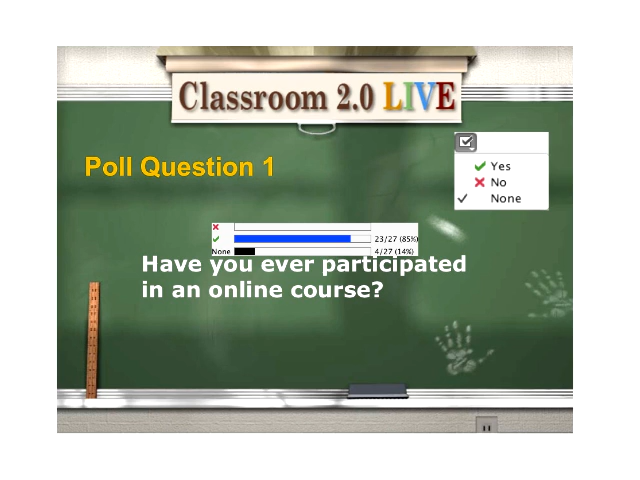 Classroom 2.0 LIVE
Poll Question 1
Yes
No
None
23/27 (85%)
None 4/27 (14%)
Have you ever participated
in an online course?